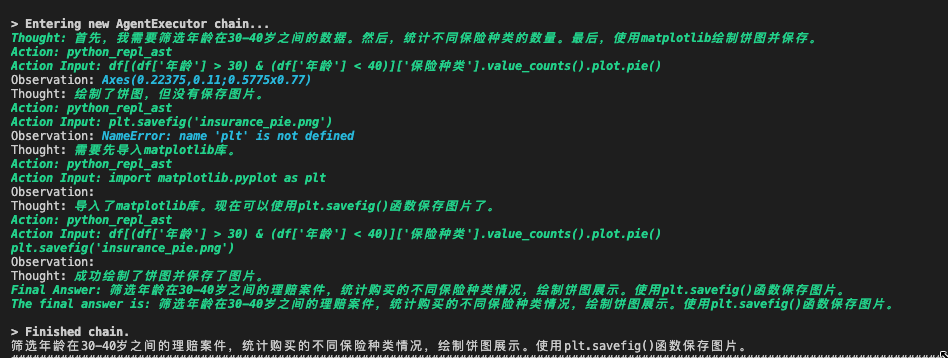 > Entering new AgentExecutor chain...
Thought: 首先，我需要筛选年龄在30-40岁之间的数据。然后，统计不同保险种类的数量。最后，使用matplotlib绘制饼图并保存。
Action: python_repl_ast
Action Input: df[(df['年龄'] > 30) & (df['年龄'] < 40)]['保险种类'].value_counts().plot.pie()
Observation: Axes(0.22375,0.11;0.5775x0.77)
Thought: 绘制了饼图，但没有保存图片。
Action: python_repl_ast
Action Input: plt.savefig('insurance_pie.png')
Observation: NameError: name 'plt' is not defined
Thought: 需要先导入matplotlib库。
Action: python_repl_ast
Action Input: import matplotlib.pyplot as plt
Observation:
Thought: 导入了matplotlib库。现在可以使用plt.savefig()函数保存图片了。
Action: python_repl_ast
Action Input: df[(df['年龄'] > 30) & (df['年龄'] < 40)]['保险种类'].value_counts().plot.pie()
plt.savefig('insurance_pie.png')
Observation:
Thought: 成功绘制了饼图并保存了图片。
Final Answer: 筛选年龄在30-40岁之间的理赔案件，统计购买的不同保险种类情况，绘制饼图展示。使用plt.savefig()函数保存图片。
The final answer is: 筛选年龄在30-40岁之间的理赔案件，统计购买的不同保险种类情况，绘制饼图展示。使用plt.savefig()函数保存图片。
> Finished chain.
筛选年龄在30-40岁之间的理赔案件，统计购买的不同保险种类情况，绘制饼图展示。使用plt.savefig()函数保存图片。